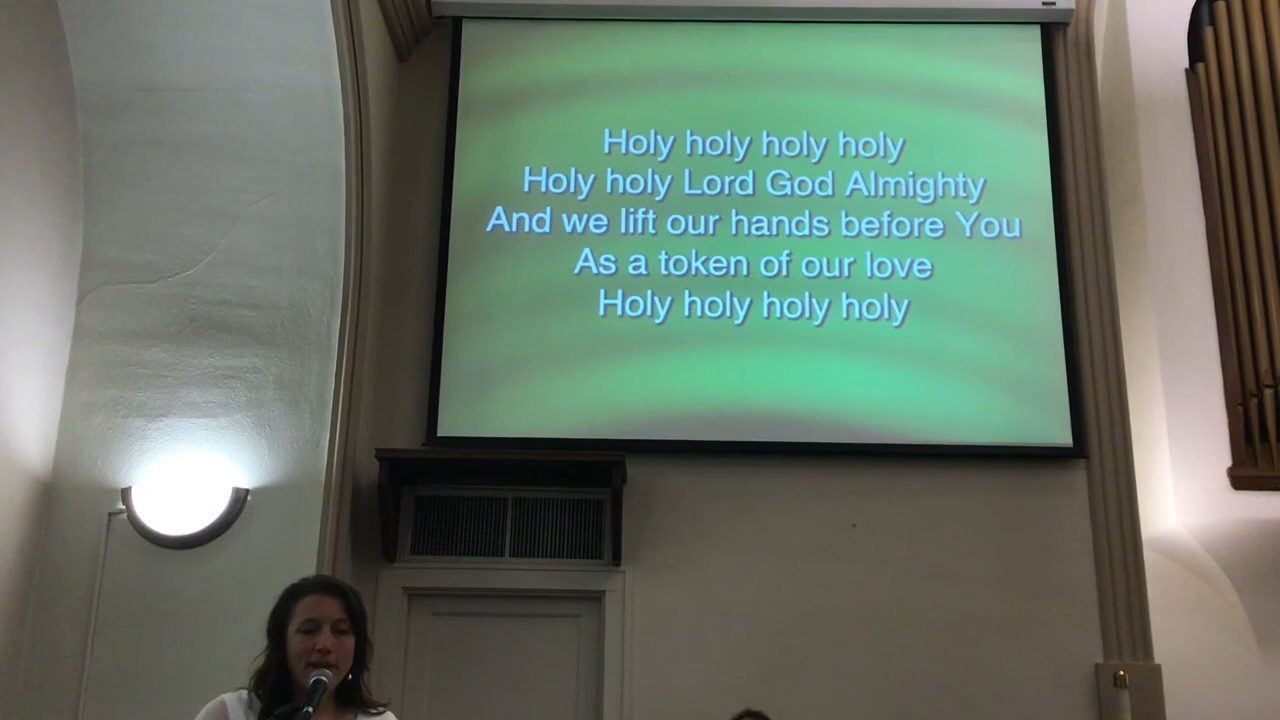 Holy holy holy holy
Holy holy Lord God Almighty
And we lift our hands before You
As a token of our love
Holy holy holy holy